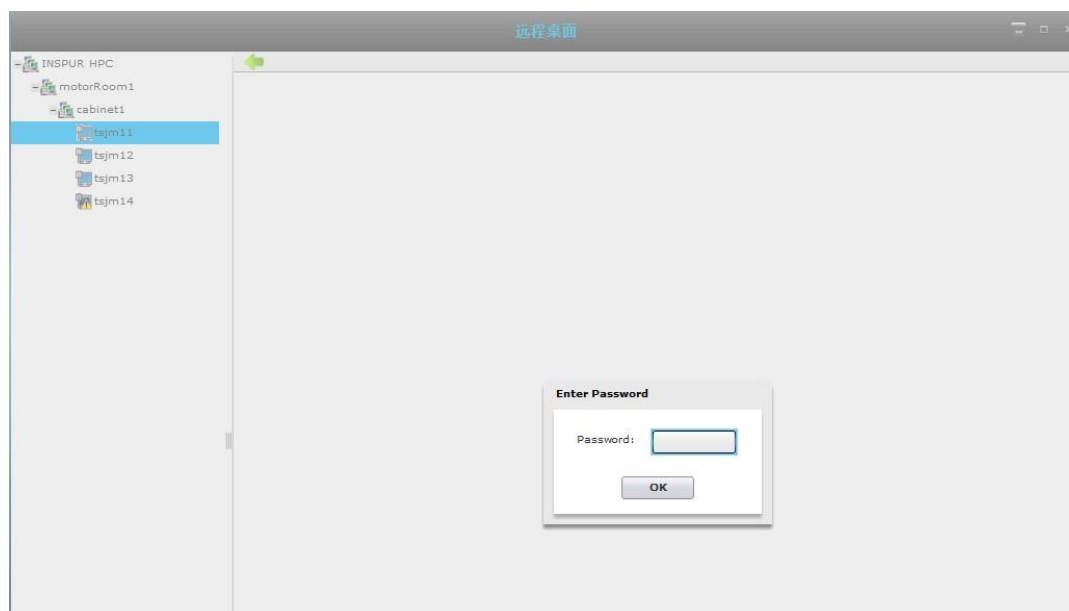 远程桌面
INSPUR HPC
motorRoom1
cabinet1
tsjm11
tsjm12
tsjm13
tsjm14
Enter Password
Password:
OK